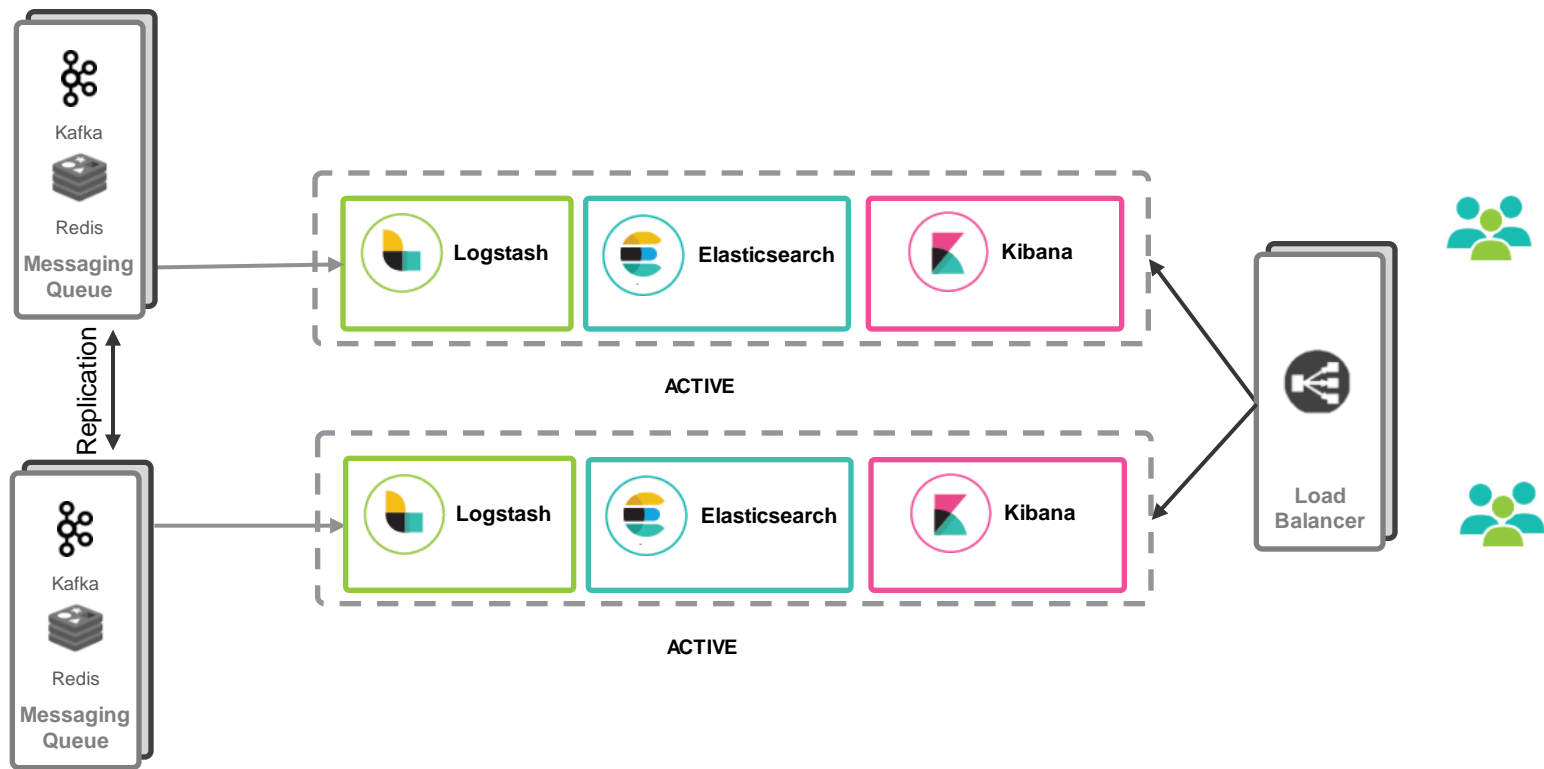 Kafka
Redis
Messaging
Queue
Replication
Logstash
Elasticsearch
Kibana
ACTIVE
Logstash
Elasticsearch
Kibana
ACTIVE
Kafka
Redis
Messaging
Queue
Load
Balancer